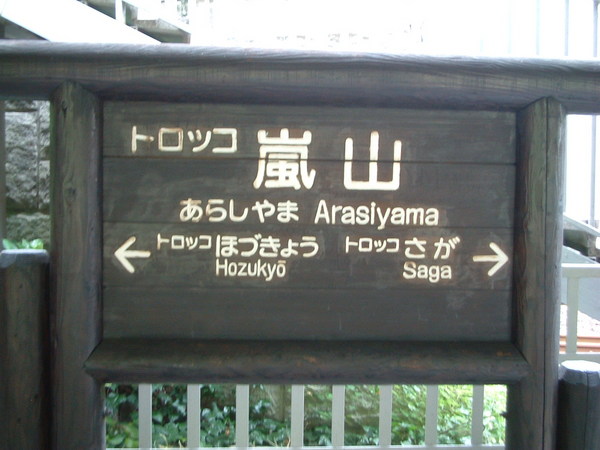 トロッコ 嵐山
あらしやま Arasiyama
← トロッコ ほづきょう トロッコ さが →
Hozukyō Saga